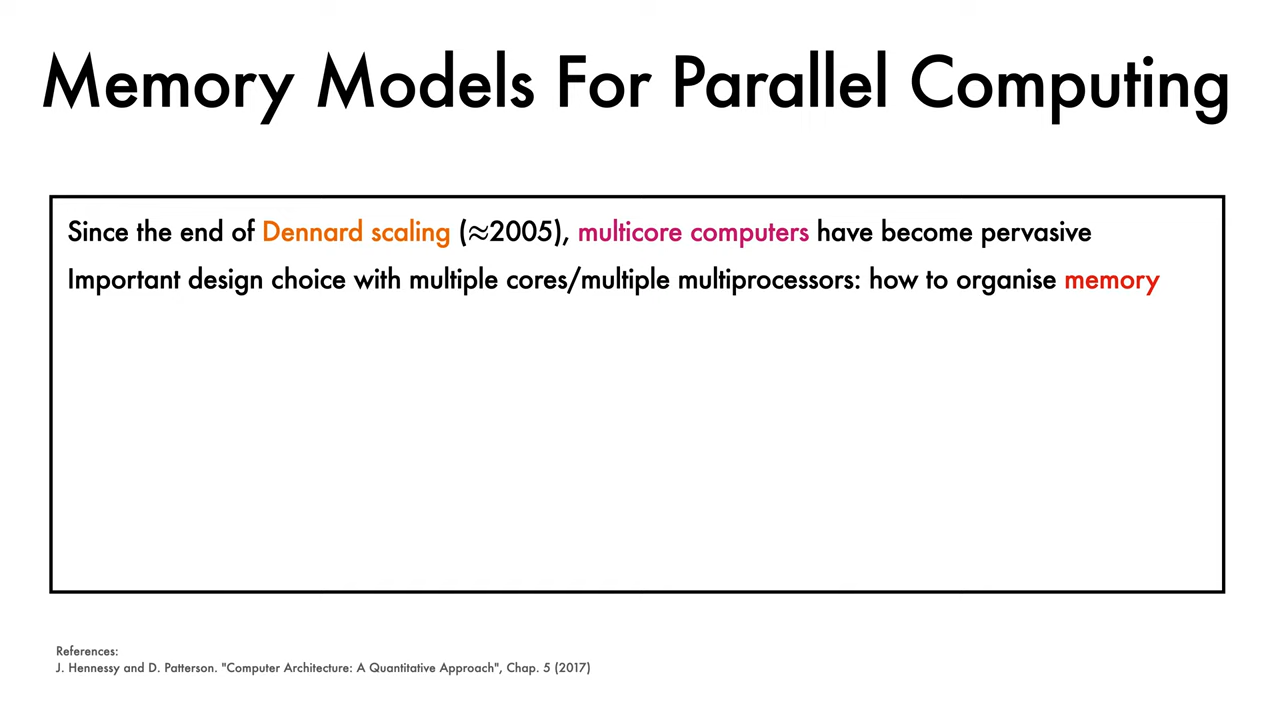 Memory Models For Parallel Computing
Since the end of Dennard scaling (≈2005), multicore computers have become pervasive
Important design choice with multiple cores/multiple multiprocessors: how to organise memory
References:
J. Hennessy and D. Patterson. "Computer Architecture: A Quantitative Approach", Chap. 5 (2017)